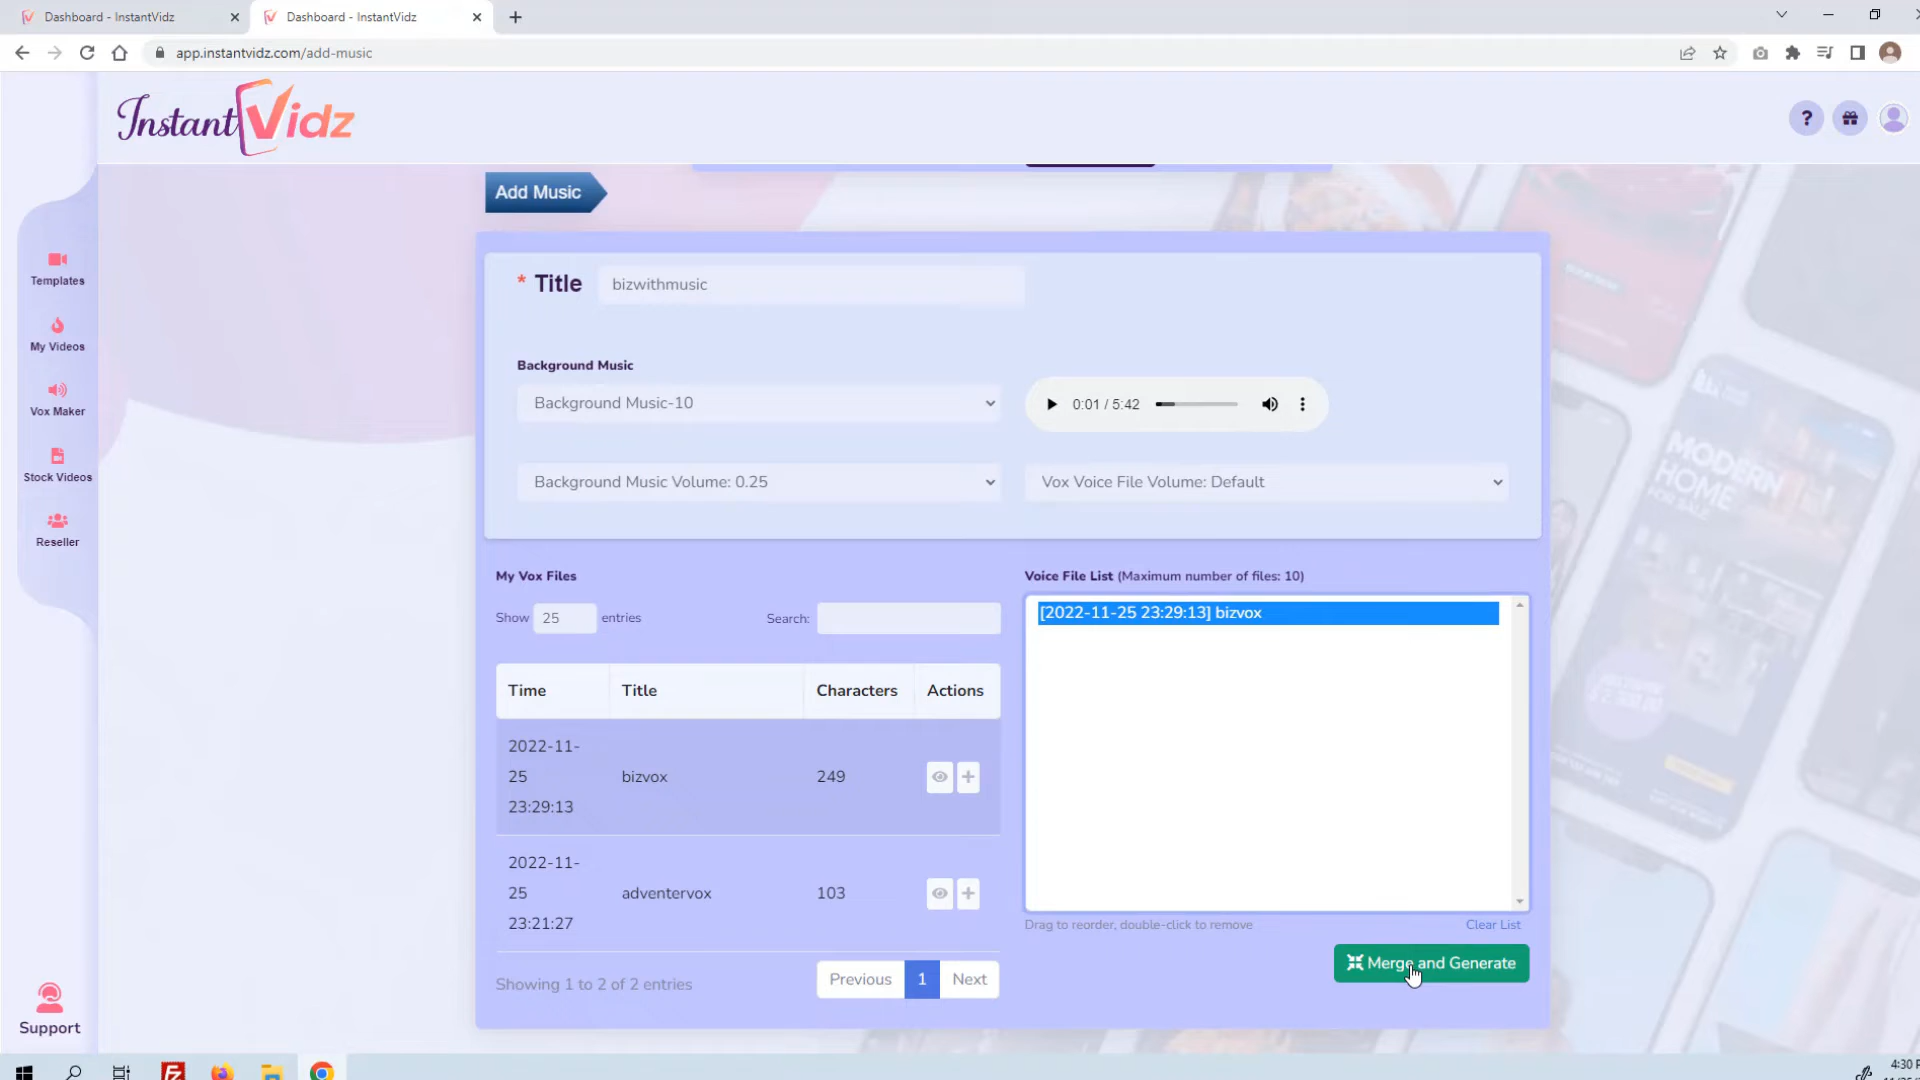 Dashboard - InstantVidz
Dashboard - InstantVidz
app.instantvidz.com/add-music
InstantVidz
?
Add Music
Templates
My Videos
Vox Maker
Stock Videos
Reseller
Support
* Title
bizwithmusic
Background Music
Background Music-10
0:01 / 5:42
Background Music Volume: 0.25
Vox Voice File Volume: Default
My Vox Files
Show 25 entries
Search:
Time Title Characters Actions
2022-11-
25
23:29:13
bizvox
249
2022-11-
25
23:21:27
adventervox
103
Showing 1 to 2 of 2 entries
Previous 1 Next
Voice File List (Maximum number of files: 10)
[2022-11-25 23:29:13] bizvox
Drag to reorder, double-click to remove
Clear List
Merge and Generate
MODERN
HOME
FOR SALE
4:30 P